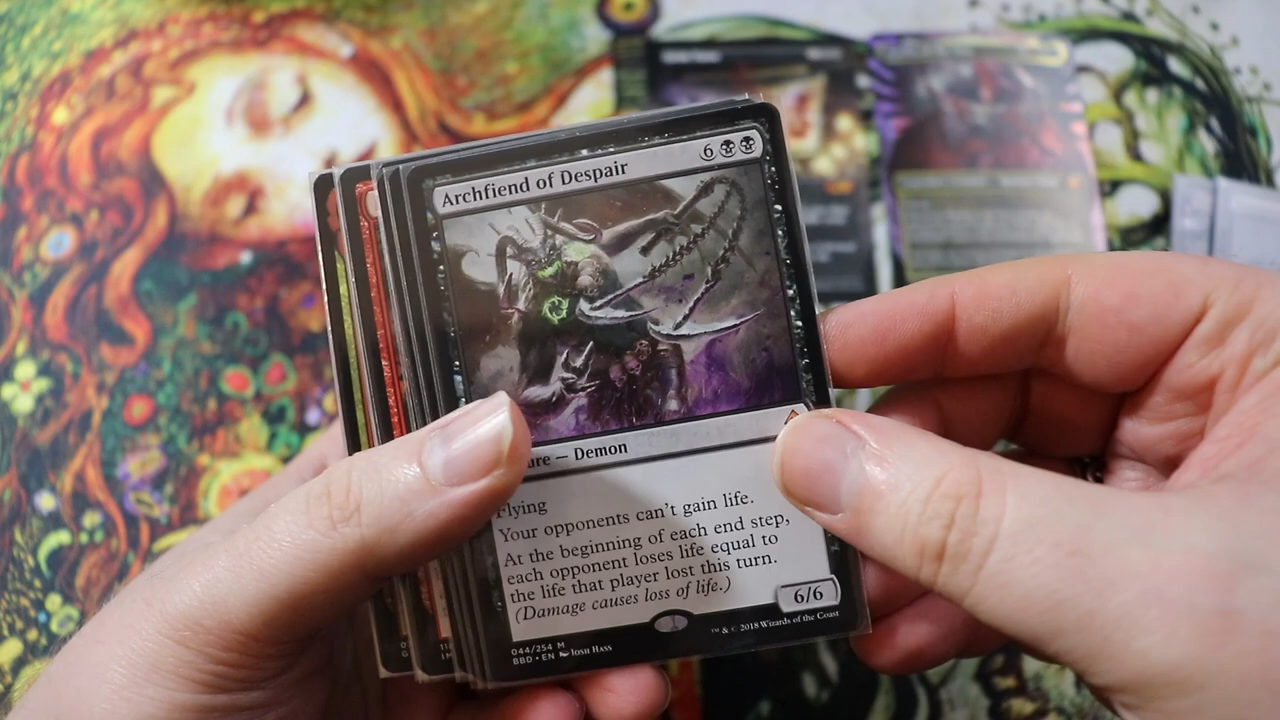 Archfiend of Despair 6
ure — Demon
Flying
Your opponents can't gain life.
At the beginning of each end step,
each opponent loses life equal to
the life that player lost this turn.
(Damage causes loss of life.)
6/6
044/254 M
BBD • EN Josh Hass
™ & © 2018 Wizards of the Coast